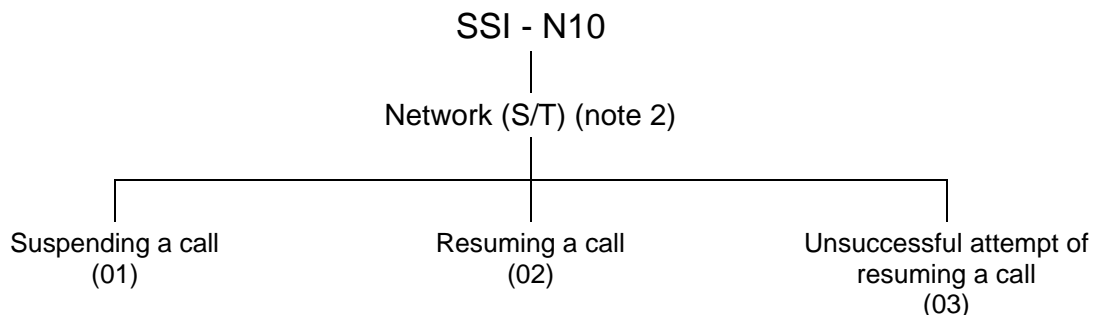 SSI - N10
Network (S/T) (note 2)
Suspending a call
(01)
Resuming a call
(02)
Unsuccessful attempt of
resuming a call
(03)